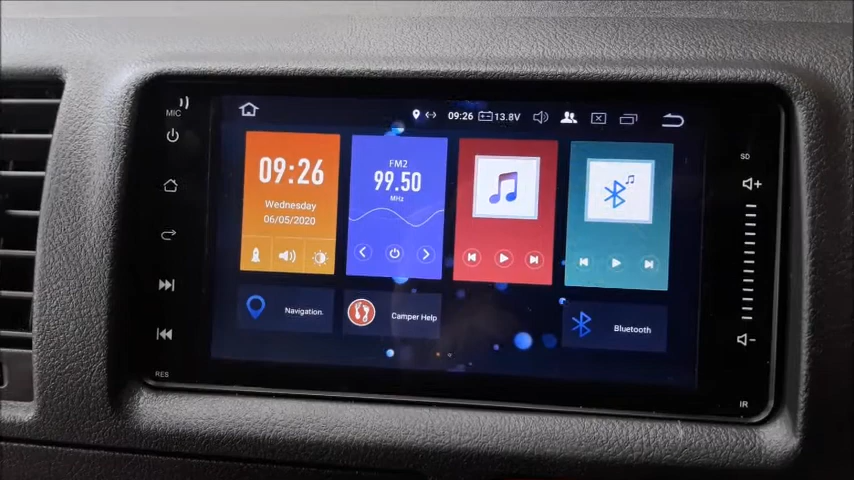 MIC
09:26 13.8V
SD
09:26
Wednesday
06/05/2020
FM2
99.50
MHz
Navigation.
Camper Help
Bluetooth
RES
IR